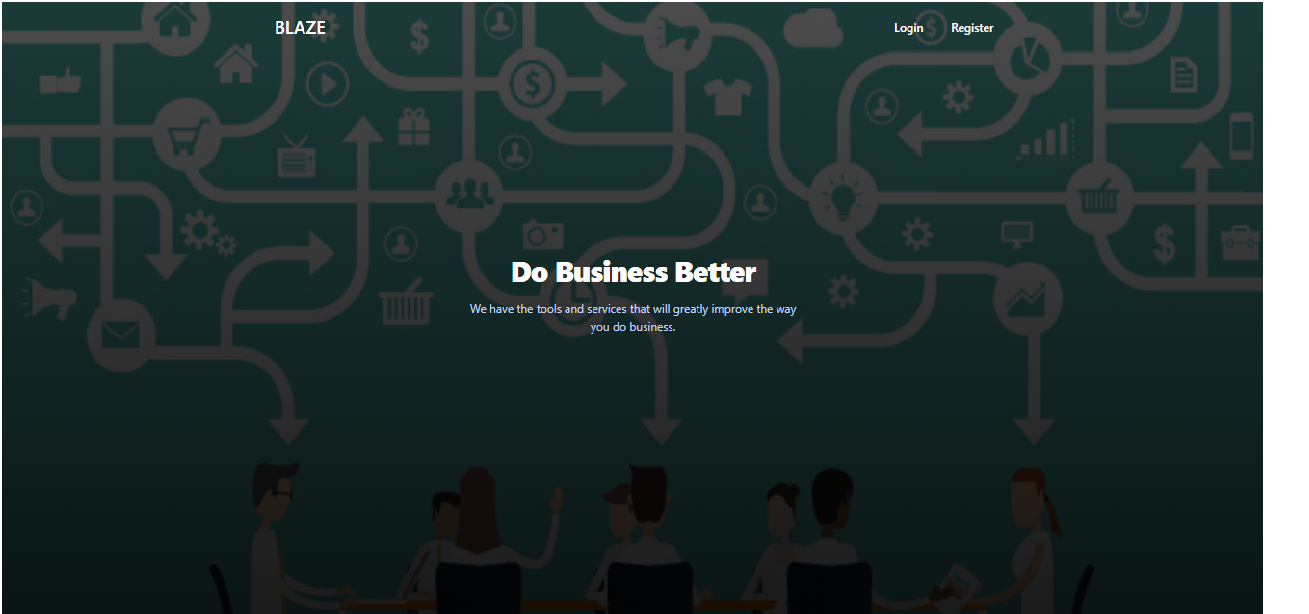 BLAZE
Login Register
Do Business Better
We have the tools and services that will greatly improve the way
you do business.